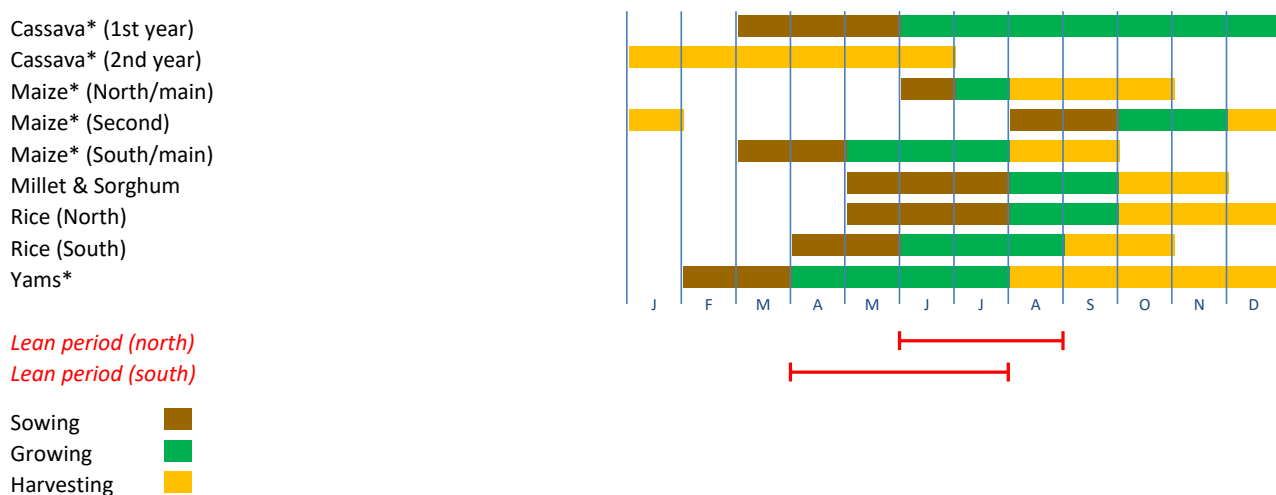 Cassava* (1st year)
Cassava* (2nd year)
Maize* (North/main)
Maize* (Second)
Maize* (South/main)
Millet & Sorghum
Rice (North)
Rice (South)
Yams*
J F M A M J J A S O N D
Lean period (north)
Lean period (south)
Sowing
Growing
Harvesting